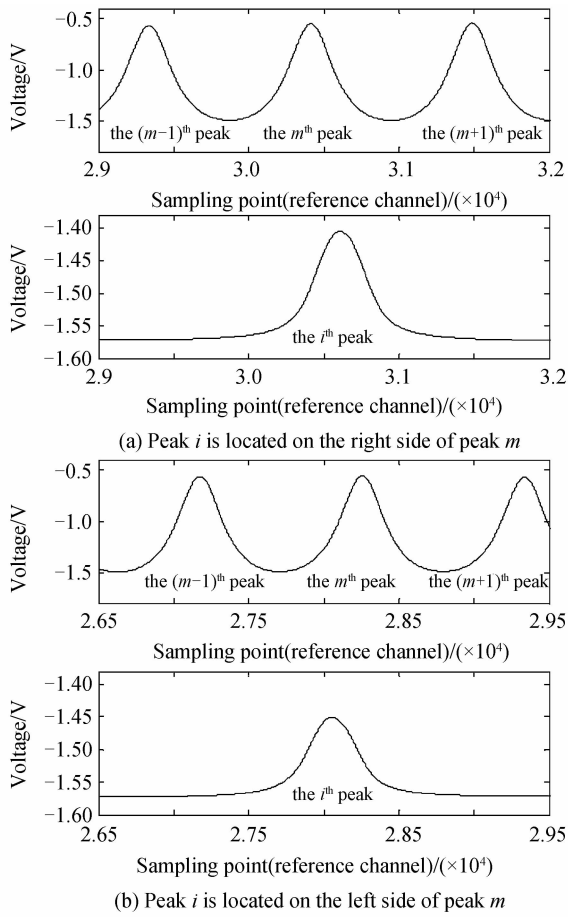 −0.5
−1.0
−1.5
Voltage/V
the (m−1)th peak the mth peak the (m+1)th peak
2.9 3.0 3.1 3.2
Sampling point(reference channel)/(×10⁴)
−1.40
−1.45
−1.50
−1.55
−1.60
Voltage/V
the ith peak
2.9 3.0 3.1 3.2
Sampling point(reference channel)/(×10⁴)
(a) Peak i is located on the right side of peak m
−0.5
−1.0
−1.5
Voltage/V
the (m−1)th peak the mth peak the (m+1)th peak
2.65 2.75 2.85 2.95
Sampling point(reference channel)/(×10⁴)
−1.40
−1.45
−1.50
−1.55
−1.60
Voltage/V
the ith peak
2.65 2.75 2.85 2.95
Sampling point(reference channel)/(×10⁴)
(b) Peak i is located on the left side of peak m